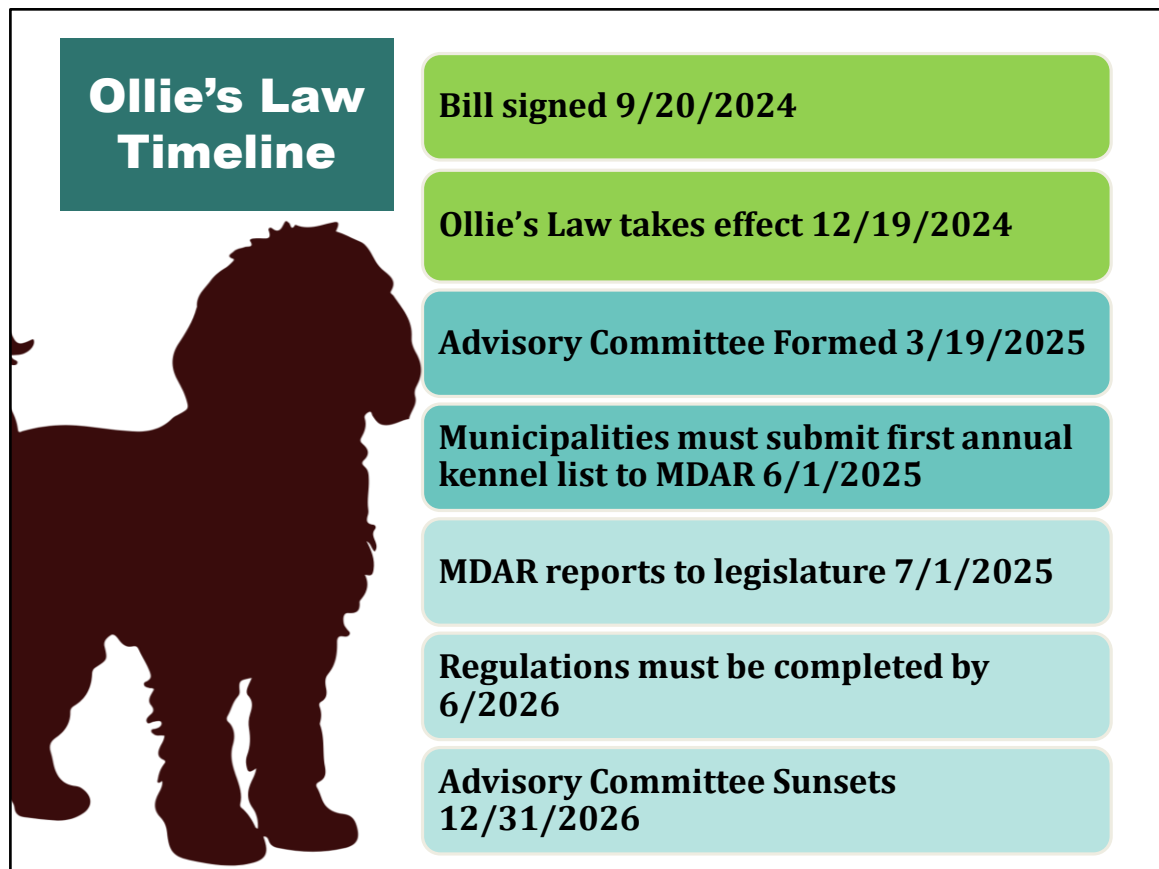 Ollie’s Law
Timeline
Bill signed 9/20/2024
Ollie’s Law takes effect 12/19/2024
Advisory Committee Formed 3/19/2025
Municipalities must submit first annual
kennel list to MDAR 6/1/2025
MDAR reports to legislature 7/1/2025
Regulations must be completed by
6/2026
Advisory Committee Sunsets
12/31/2026